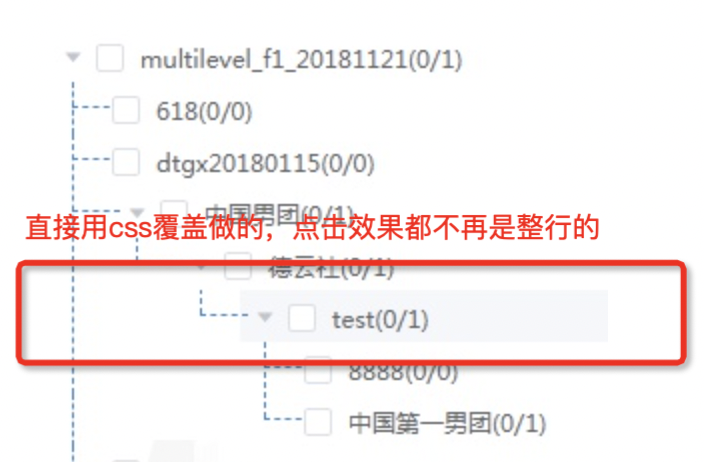 multilevel_f1_20181121(0/1)
618(0/0)
dtgx20180115(0/0)
中国男团(0/1)
直接用css覆盖做的，点击效果都不再是整行的
德云社(0/1)
test(0/1)
8888(0/0)
中国第一男团(0/1)